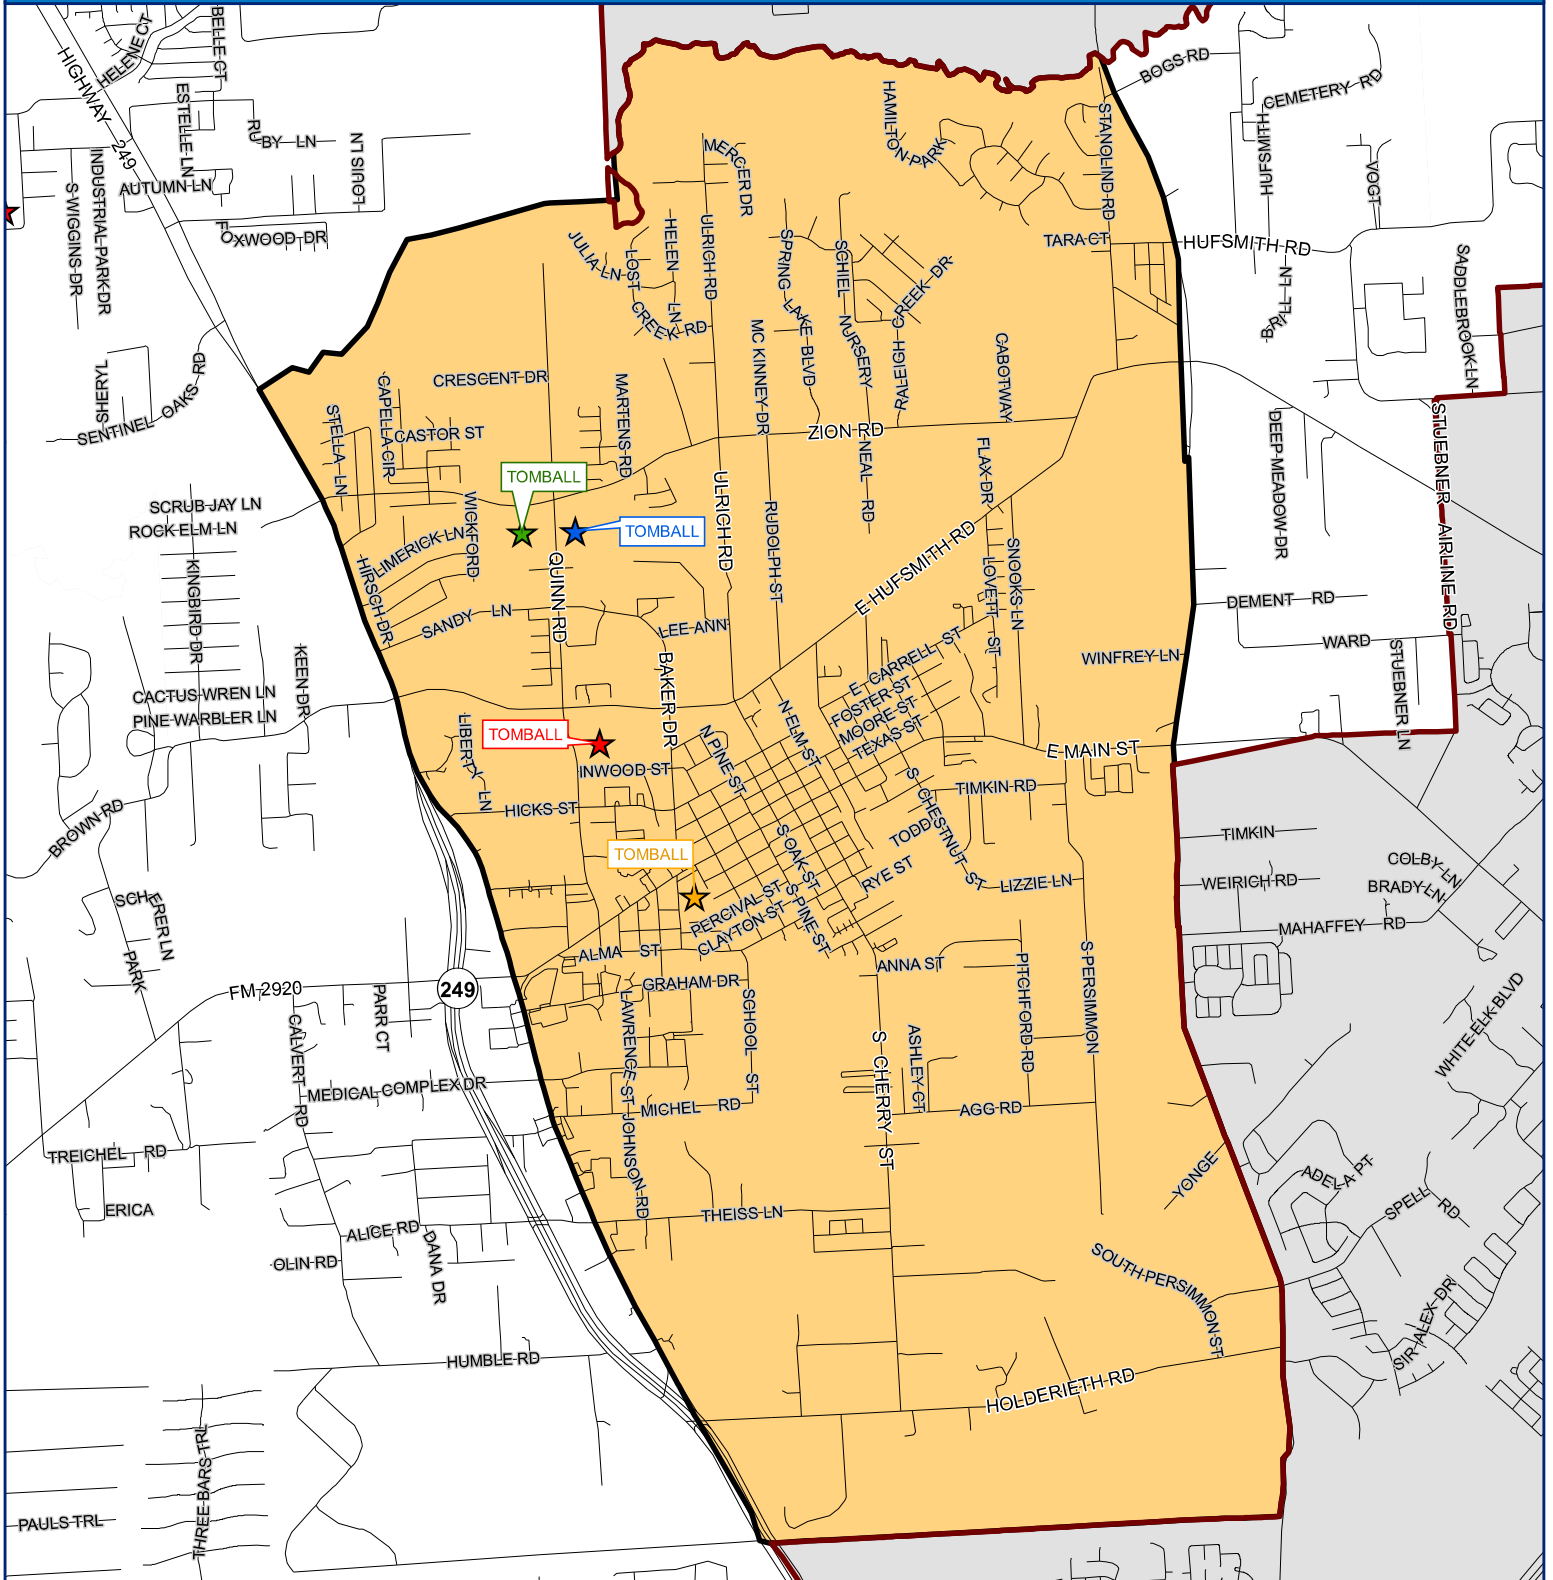 HELENE CT
BELLE CT
HIGHWAY 249
ESTELLE LN
RUBY LN
LOUIS LN
INDUSTRIAL PARK DR
S WIGGINS DR
AUTUMN LN
FOXWOOD DR
BOGS RD
CEMETERY RD
HUFSMITH
VOGT
HAMILTON PARK
STANOLIND RD
MERCER DR
TARA CT
HUFSMITH RD
SADDLEBROOK LN
BRILL LN
JULIA LN
LOST CREEK RD
HELEN LN
ULRICH RD
SPRING LAKE BLVD
SCHIEL NURSERY
RALEIGH CREEK DR
MC KINNEY DR
CABOTWAY
SHERYL
SENTINEL OAKS RD
CRESCENT DR
CAPELLA CIR
CASTOR ST
STELLA LN
MARTENS RD
ZION RD
NEAL RD
FLAX DR
DEEP MEADOW DR
STUEBNER AIRLINE RD
SCRUB JAY LN
ROCK ELM LN
KINGBIRD DR
TOMBALL
TOMBALL
WICKFORD
LIMERICK LN
HIRSCH DR
SANDY LN
QUINN RD
ULRICH RD
RUDOLPH ST
E HUFSMITH RD
LOVETT ST
SNOOKS LN
DEMENT RD
WARD
STUEBNER LN
WINFREY LN
LEE ANN
BAKER DR
KEEN DR
CACTUS WREN LN
PINE WARBLER LN
E CARRELL ST
FOSTER ST
MOORE ST
TEXAS ST
N ELM ST
N PINE ST
E MAIN ST
LIBERTY LN
TOMBALL
INWOOD ST
HICKS ST
TIMKIN RD
S CHESTNUT ST
TODD
RYE ST
LIZZIE LN
S OAK ST
S PINE ST
TOMBALL
PERCIVAL ST
CLAYTON ST
BROWN RD
TIMKIN
WEIRICH RD
COLBY LN
BRADY LN
MAHAFFEY RD
PARK
ALMA ST
GRAHAM DR
ANNA ST
FM 2920
249
PARR CT
CALVERT RD
LAWRENCE ST
SCHOOL ST
S CHERRY ST
ASHLEY CT
PITCHFORD RD
S PERSIMMON
WHITE ELK BLVD
MEDICAL COMPLEX DR
MICHEL RD
AGG RD
JOHNSON RD
TREICHEL RD
ERICA
YONGE
ADELA PT
SPELL RD
THEISS LN
ALICE RD
DANA DR
OLIN RD
SOUTH PERSIMMON ST
SIR ALEX DR
HUMBLE RD
HOLDERIETH RD
THREE BARS TRL
PAULS TRL